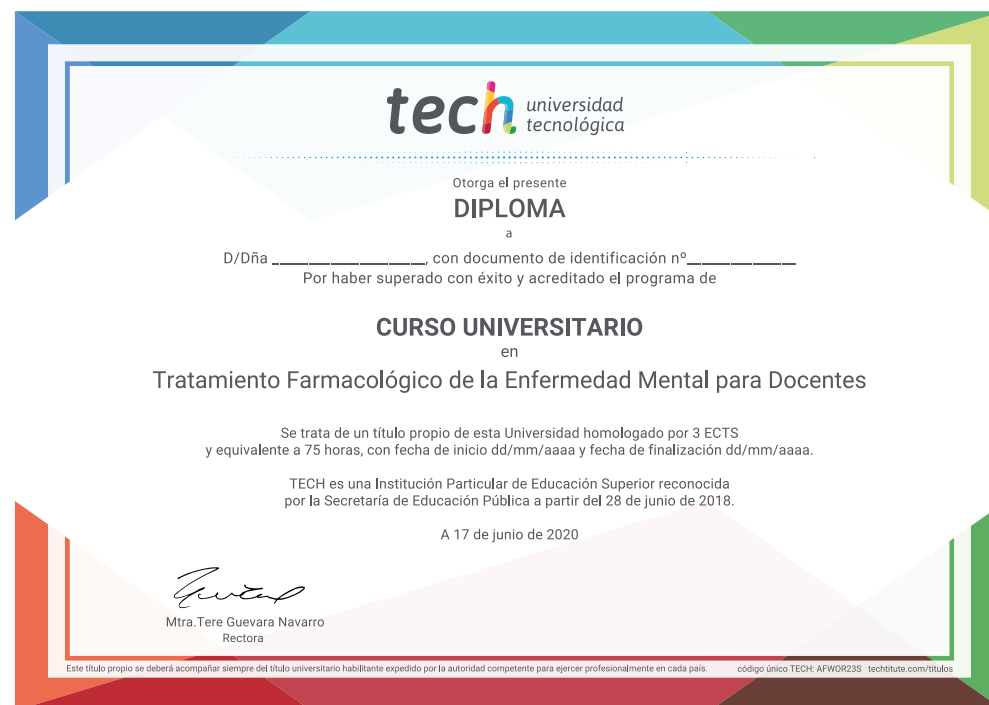 tech universidad
tecnológica
Otorga el presente
DIPLOMA
a
D/Dña ____________________, con documento de identificación nº______________
Por haber superado con éxito y acreditado el programa de
CURSO UNIVERSITARIO
en
Tratamiento Farmacológico de la Enfermedad Mental para Docentes
Se trata de un título propio de esta Universidad homologado por 3 ECTS
y equivalente a 75 horas, con fecha de inicio dd/mm/aaaa y fecha de finalización dd/mm/aaaa.
TECH es una Institución Particular de Educación Superior reconocida
por la Secretaría de Educación Pública a partir del 28 de junio de 2018.
A 17 de junio de 2020
Mtra.Tere Guevara Navarro
Rectora
Este título propio se deberá acompañar siempre del título universitario habilitante expedido por la autoridad competente para ejercer profesionalmente en cada país. código único TECH: AFWOR23S techtitute.com/titulos